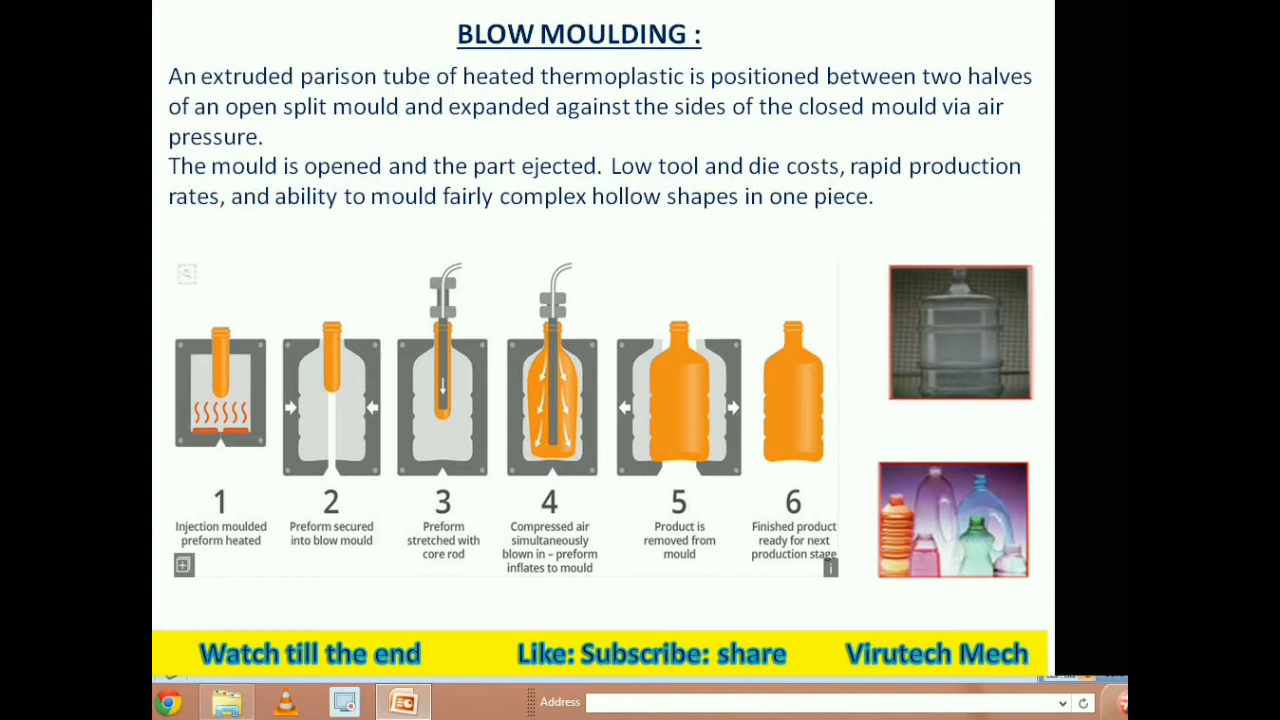 BLOW MOULDING :
An extruded parison tube of heated thermoplastic is positioned between two halves
of an open split mould and expanded against the sides of the closed mould via air
pressure.
The mould is opened and the part ejected. Low tool and die costs, rapid production
rates, and ability to mould fairly complex hollow shapes in one piece.
1
Injection moulded
preform heated
2
Preform secured
into blow mould
3
Preform
stretched with
core rod
4
Compressed air
simultaneously
blown in – preform
inflates to mould
5
Product is
removed from
mould
6
Finished product
ready for next
production stage
i
Watch till the end
Like: Subscribe: share
Virutech Mech
Address